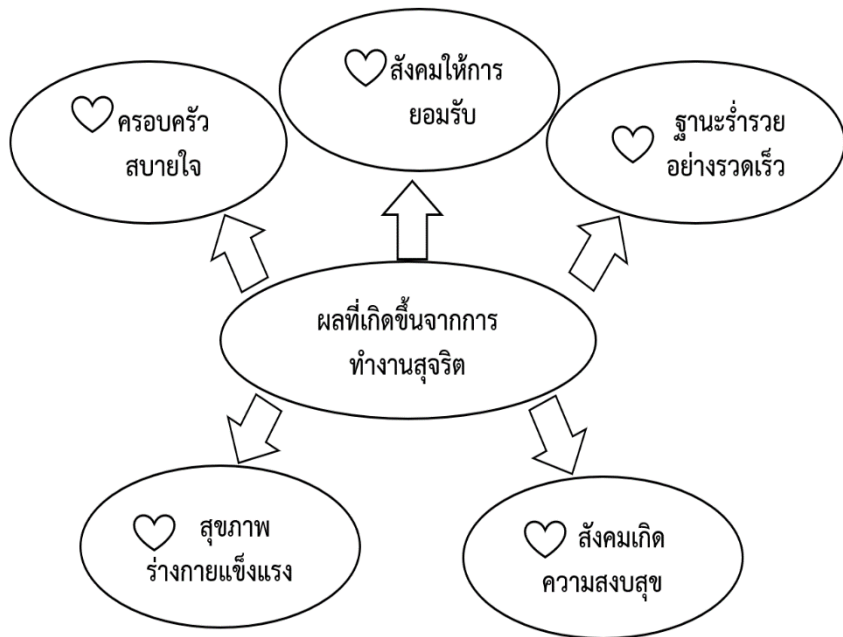 สังคมให้การ
ยอมรับ
ครอบครัว
สบายใจ
ฐานะร่ำรวย
อย่างรวดเร็ว
ผลที่เกิดขึ้นจากการ
ทำงานสุจริต
สุขภาพ
ร่างกายแข็งแรง
สังคมเกิด
ความสงบสุข